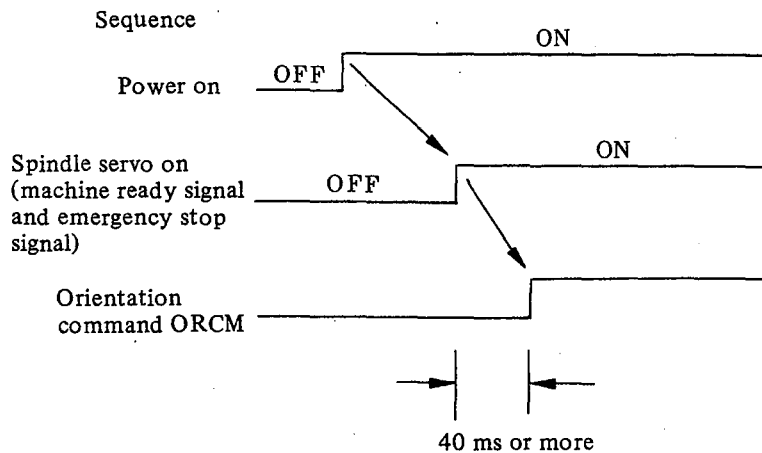 Sequence
ON
OFF
Power on
ON
Spindle servo on
(machine ready signal
and emergency stop
signal)
OFF
Orientation
command ORCM
40 ms or more